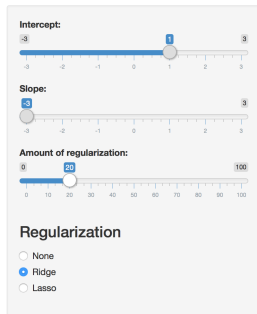 Intercept:
-3 1 3
-3 -2 -1 0 1 2 3
Slope:
-3 3
-3 -2 -1 0 1 2 3
Amount of regularization:
0 20 100
0 10 20 30 40 50 60 70 80 90 100
Regularization
None
Ridge
Lasso